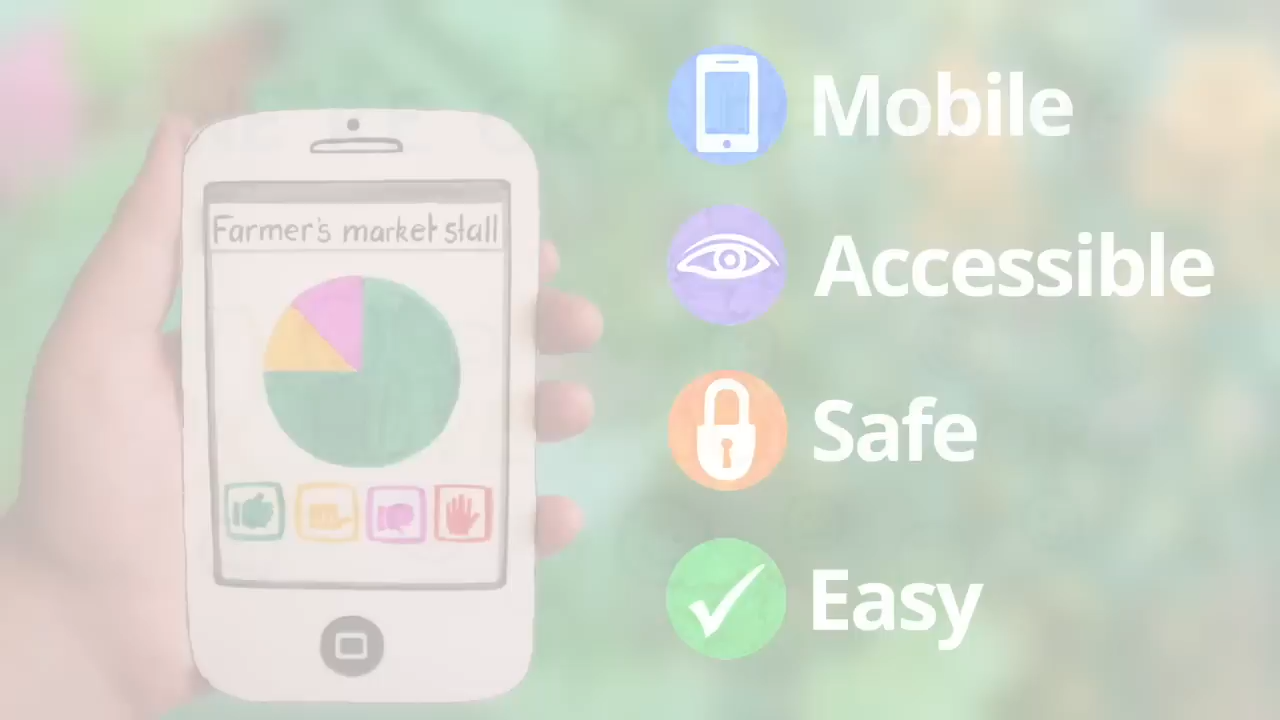 Farmer's market stall
Mobile
Accessible
Safe
Easy